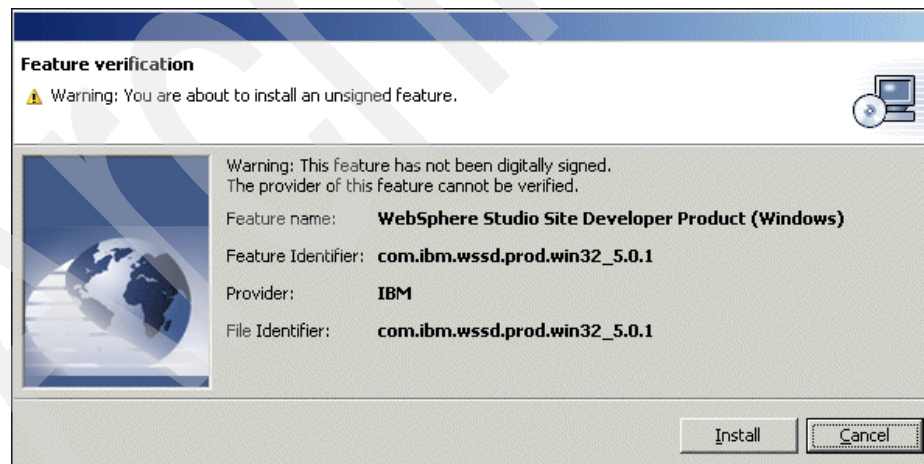 Feature verification
Warning: You are about to install an unsigned feature.
Warning: This feature has not been digitally signed.
The provider of this feature cannot be verified.
Feature name: WebSphere Studio Site Developer Product (Windows)
Feature Identifier: com.ibm.wssd.prod.win32_5.0.1
Provider: IBM
File Identifier: com.ibm.wssd.prod.win32_5.0.1
Install Cancel